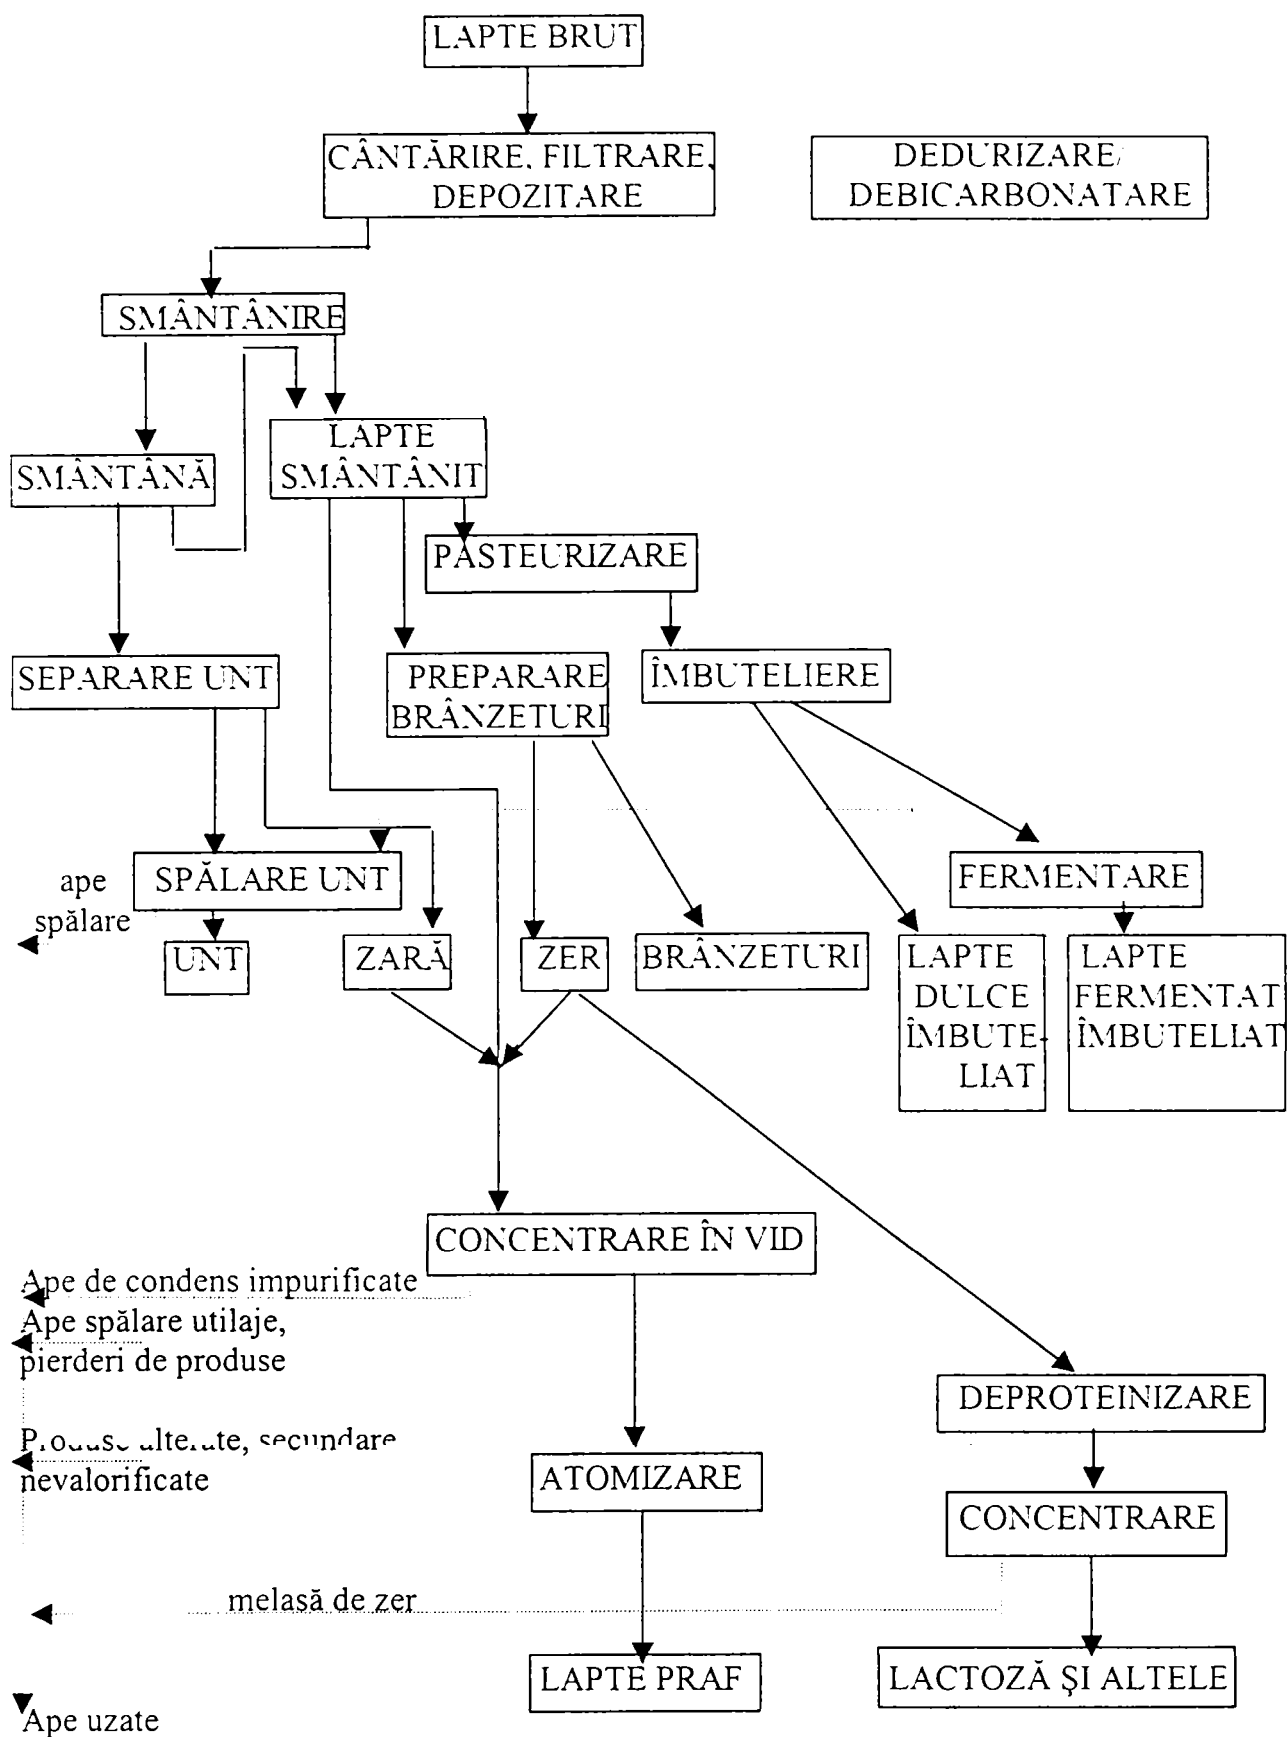 LAPTE BRUT
CÂNTĂRIRE, FILTRARE,
DEPOZITARE
DEDURIZARE/
DEBICARBONATARE
SMÂNTÂNIRE
LAPTE
SMÂNTÂNIT
SMÂNTÂNĂ
PASTEURIZARE
SEPARARE UNT
PREPARARE
BRÂNZETURI
ÎMBUTELIERE
ape
spălare
SPĂLARE UNT
FERMENTARE
UNT
ZARĂ
ZER
BRÂNZETURI
LAPTE
DULCE
ÎMBUTE-
LIAT
LAPTE
FERMENTAT
ÎMBUTELIAT
CONCENTRARE ÎN VID
Ape de condens impurificate
Ape spălare utilaje,
pierderi de produse
DEPROTEINIZARE
Produse alterate, secundare
nevalorificate
ATOMIZARE
CONCENTRARE
melasă de zer
LAPTE PRAF
LACTOZĂ ŞI ALTELE
Ape uzate